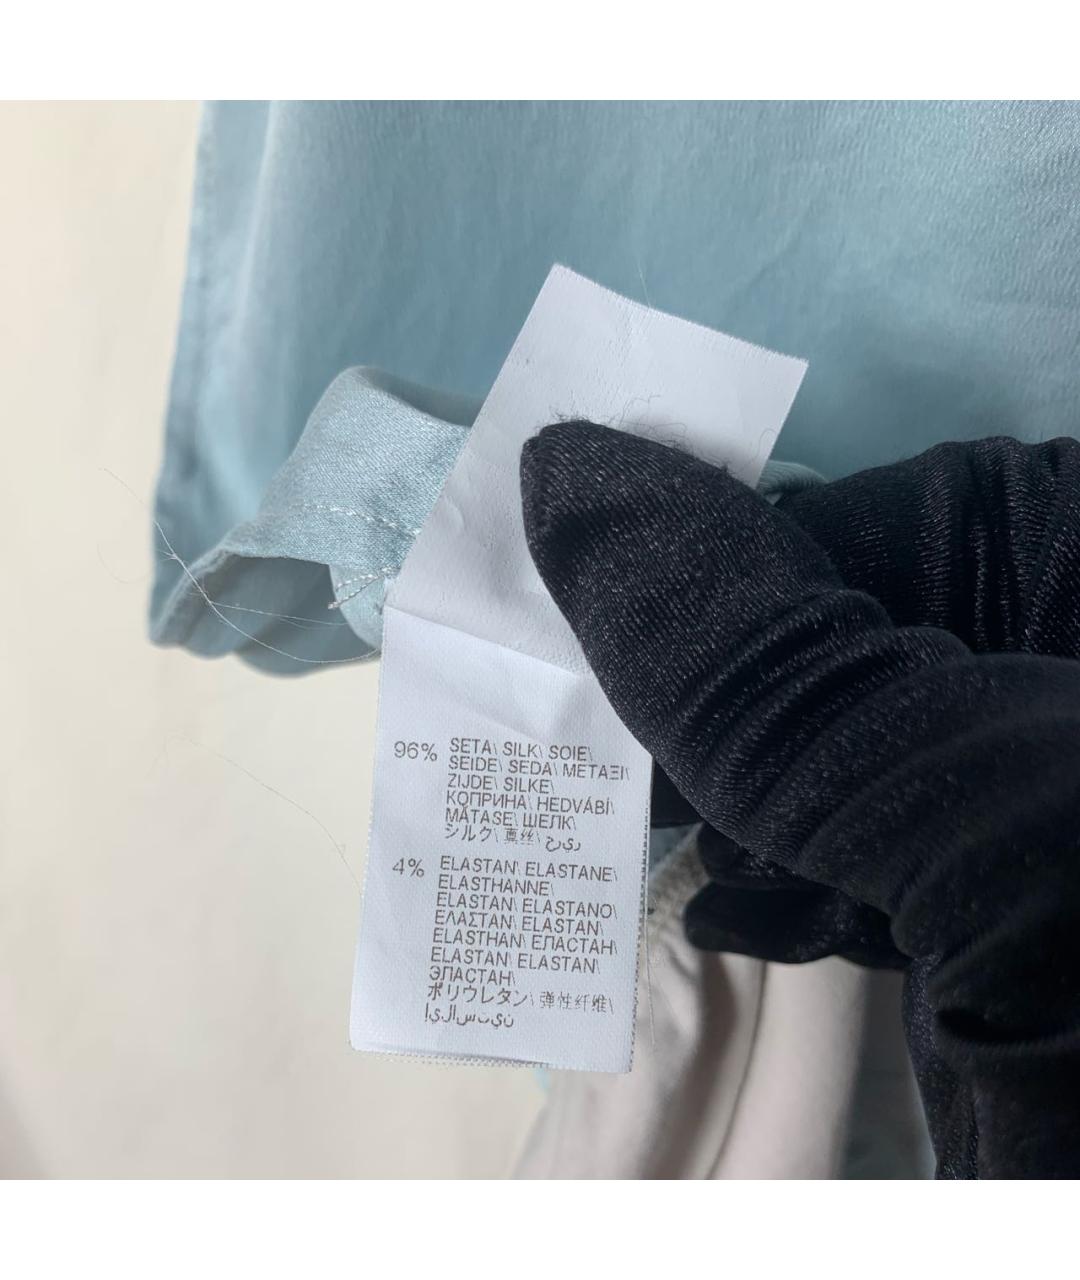 96% SETA\ SILK\ SOIE\
SEIDE\ SEDA\ ΜΕΤΑΞΙ\
ZIJDE\ SILKE\
КОПРИНА\ HEDVÁBÍ\
MĂTASE\ ШЕЛК\
シルク\ 真丝\ حرير
4% ELASTAN\ ELASTANE\
ELASTHANNE\
ELASTAN\ ELASTANO\
ΕΛΑΣΤΑΝ\ ELASTAN\
ELASTHAN\ ЕЛАСТАН\
ELASTAN\ ELASTAN\
ЭЛАСТАН\
ポリウレタン\ 弹性纤维\
إيلاستين